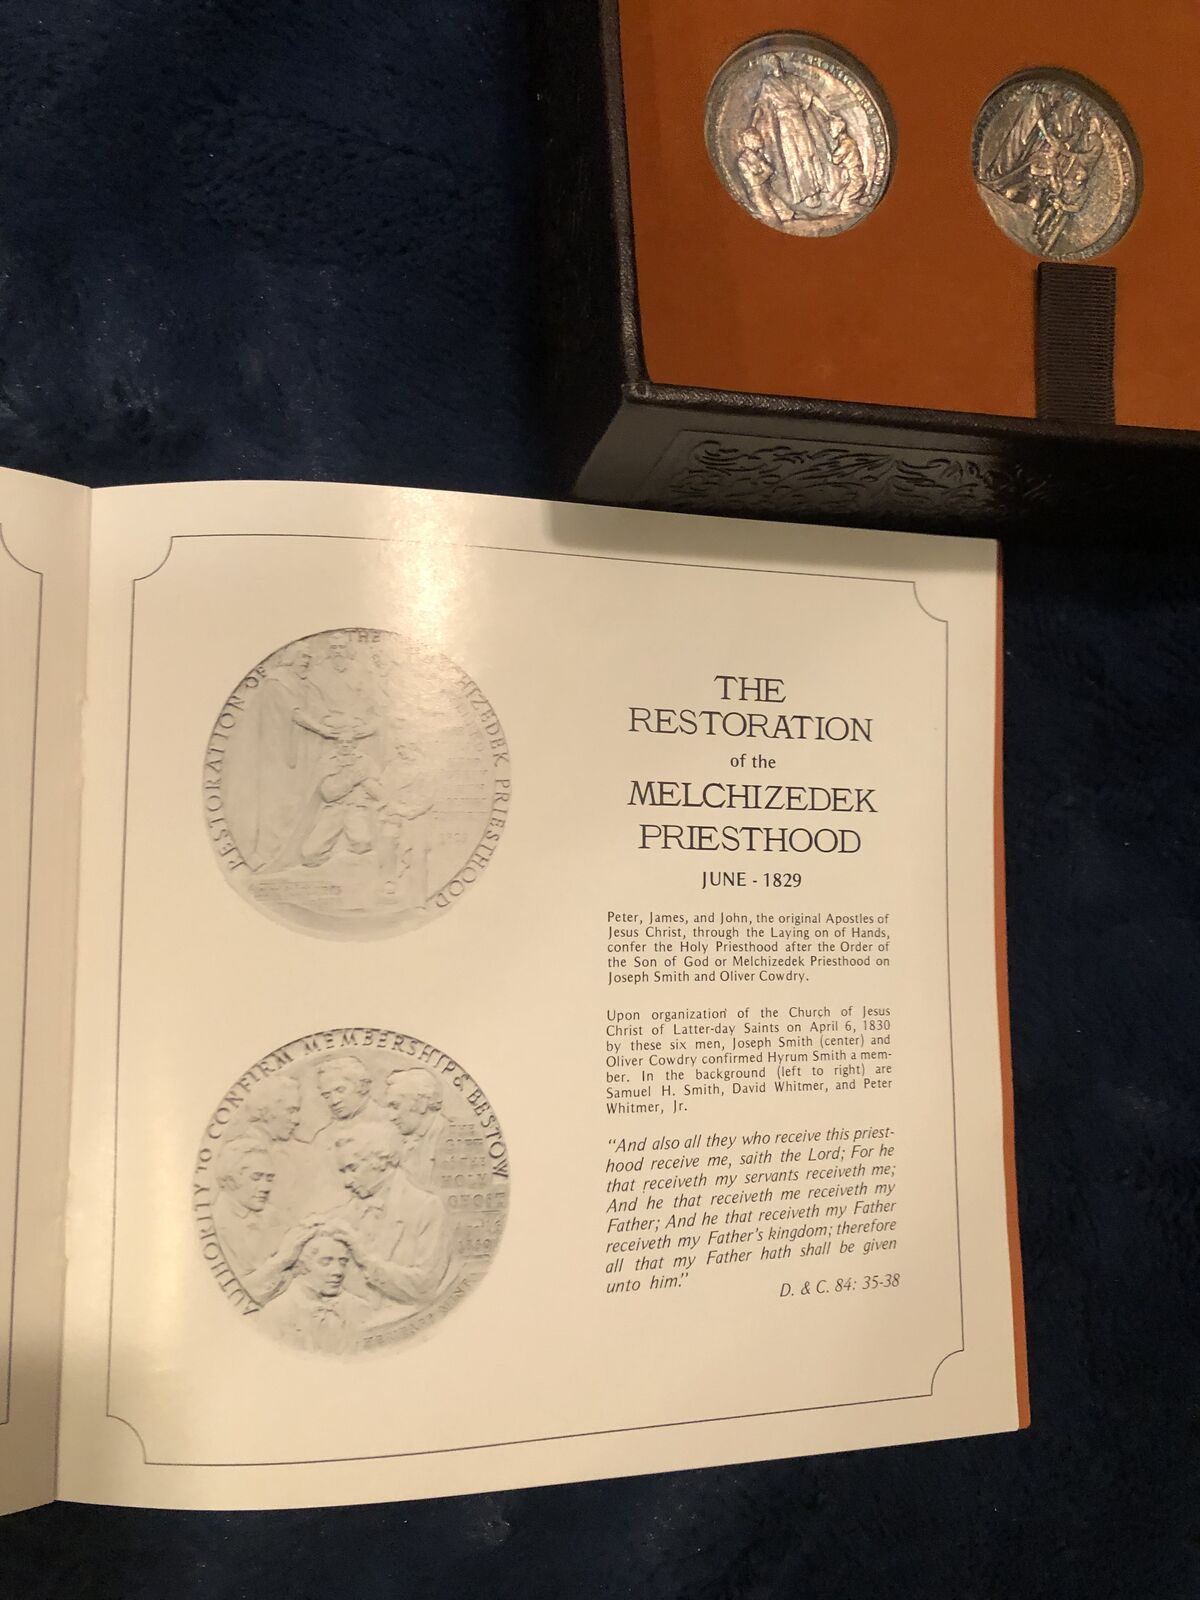 RESTORATION OF THE HIZEDEK PRIESTHOOD
1829
AUTHORITY TO CONFIRM MEMBERSHIP & BESTOW
THE
GIFT
OF THE
HOLY
GHOST
THE
RESTORATION
of the
MELCHIZEDEK
PRIESTHOOD
JUNE - 1829
Peter, James, and John, the original Apostles of
Jesus Christ, through the Laying on of Hands,
confer the Holy Priesthood after the Order of
the Son of God or Melchizedek Priesthood on
Joseph Smith and Oliver Cowdry.
Upon organization of the Church of Jesus
Christ of Latter-day Saints on April 6, 1830
by these six men, Joseph Smith (center) and
Oliver Cowdry confirmed Hyrum Smith a mem-
ber. In the background (left to right) are
Samuel H. Smith, David Whitmer, and Peter
Whitmer, Jr.
"And also all they who receive this priest-
hood receive me, saith the Lord; For he
that receiveth my servants receiveth me;
And he that receiveth me receiveth my
Father; And he that receiveth my Father
receiveth my Father's kingdom; therefore
all that my Father hath shall be given
unto him."
D. & C. 84: 35-38